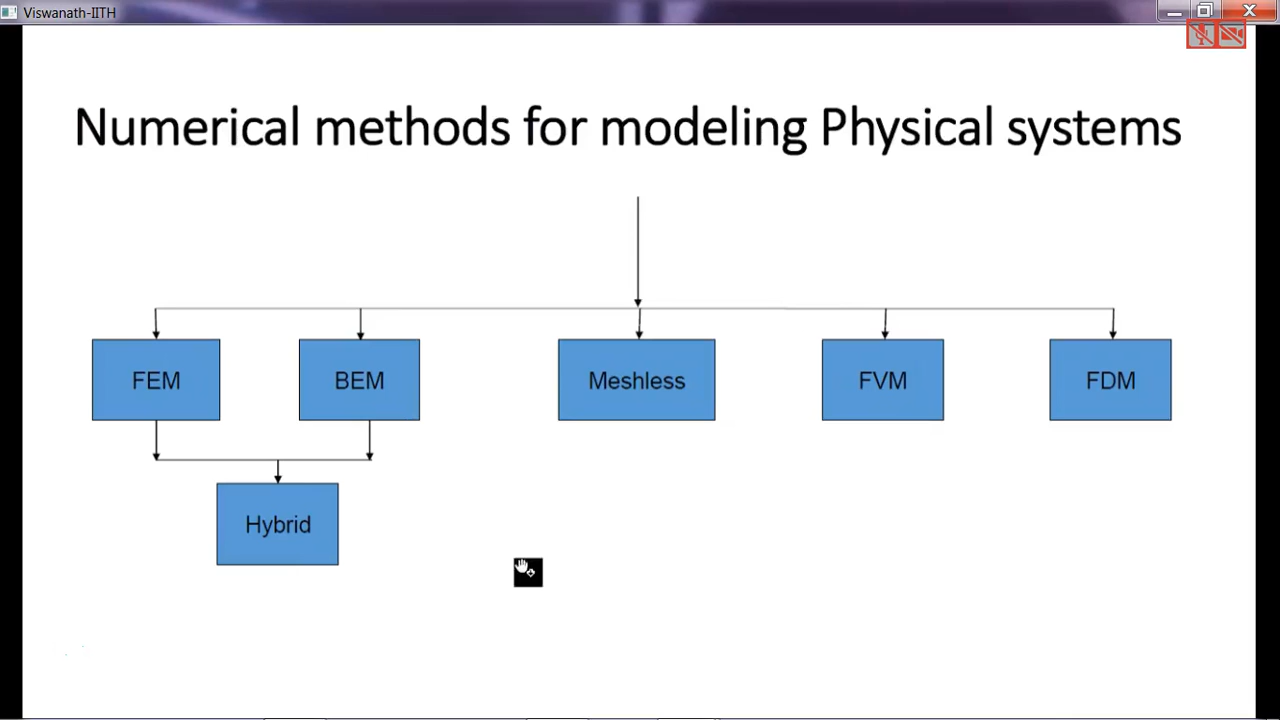 Viswanath-IITH
Numerical methods for modeling Physical systems
FEM
BEM
Meshless
FVM
FDM
Hybrid